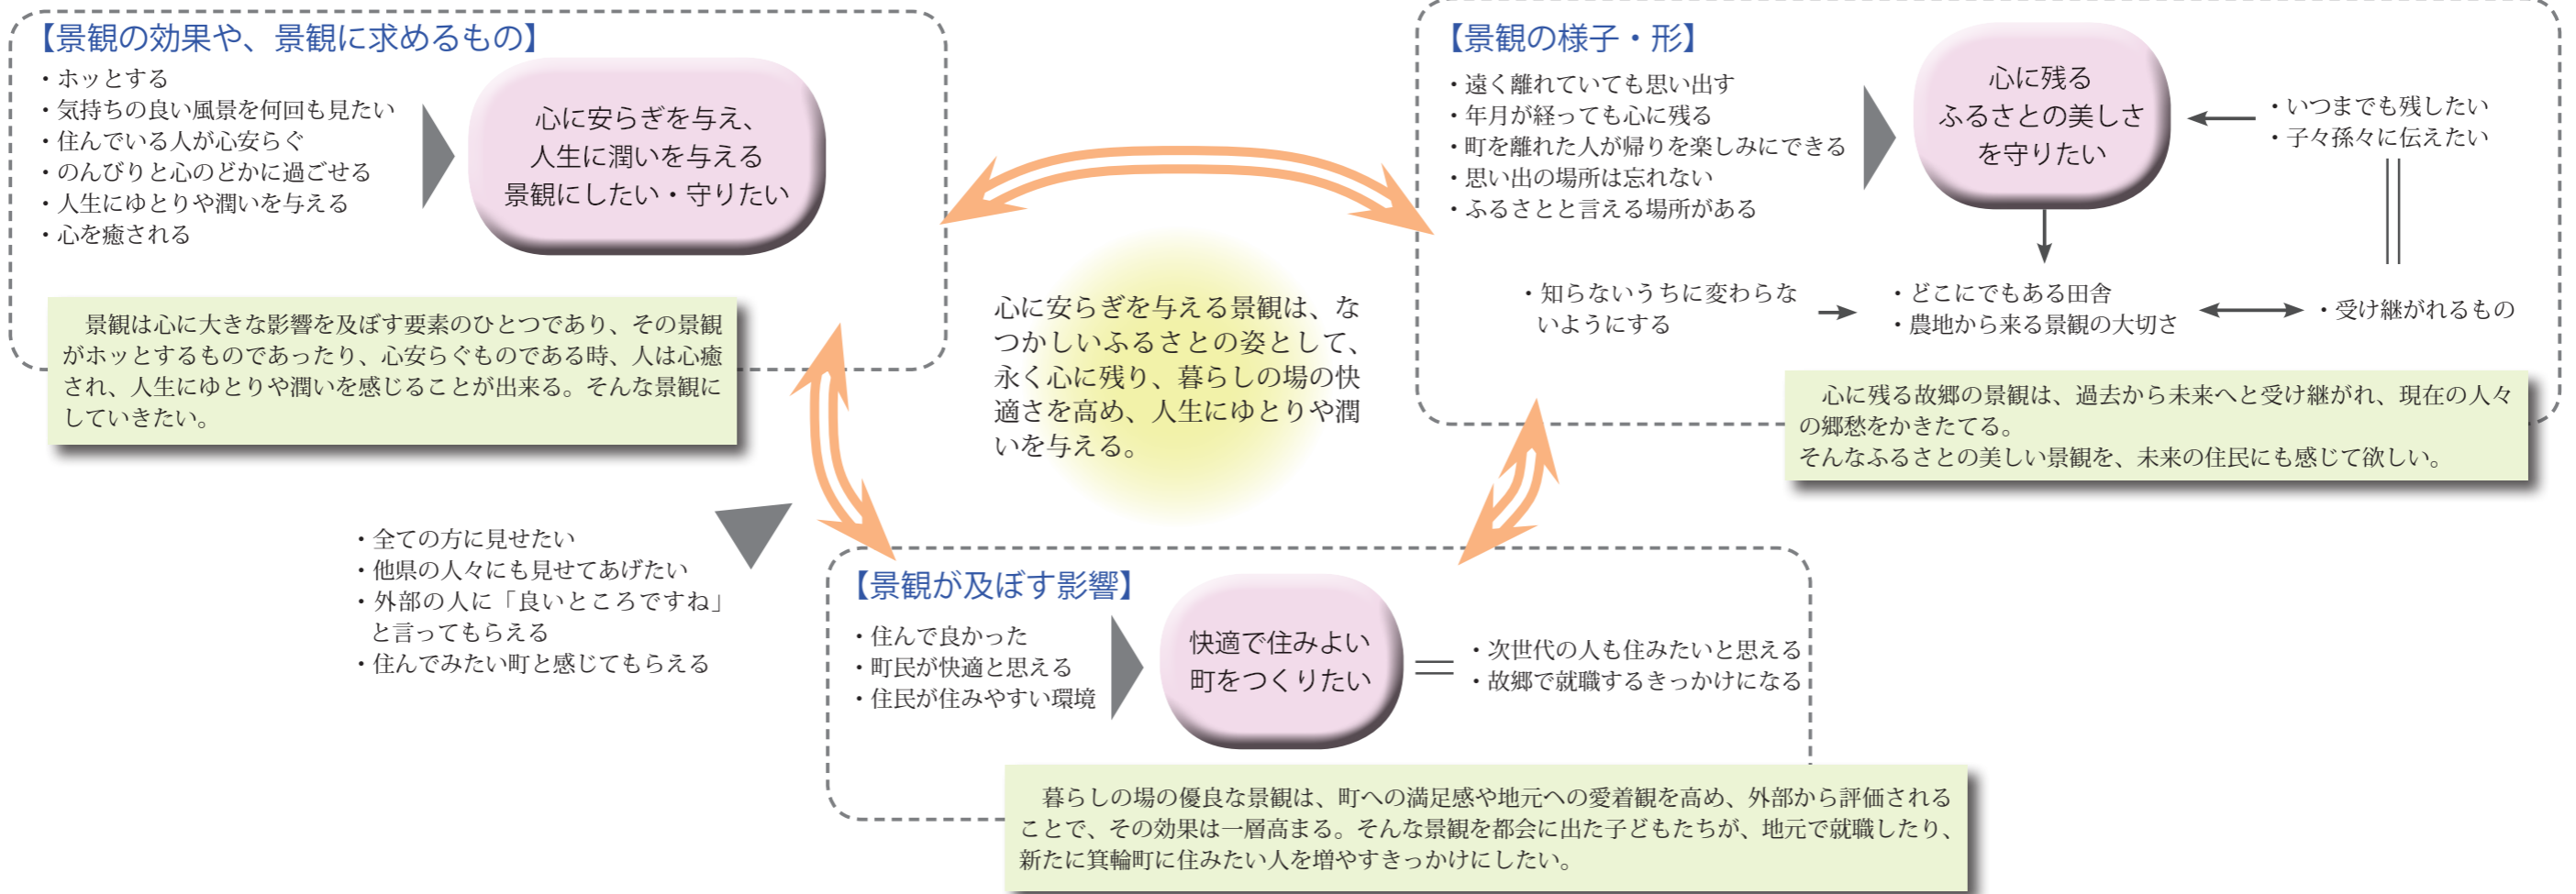 【景観の効果や、景観に求めるもの】
・ホッとする
・気持ちの良い風景を何回も見たい
・住んでいる人が心安らぐ
・のんびりと心のどかに過ごせる
・人生にゆとりや潤いを与える
・心を癒される
心に安らぎを与え、
人生に潤いを与える
景観にしたい・守りたい
景観は心に大きな影響を及ぼす要素のひとつであり、その景観
がホッとするものであったり、心安らぐものである時、人は心癒
され、人生にゆとりや潤いを感じることが出来る。そんな景観に
していきたい。
心に安らぎを与える景観は、な
つかしいふるさとの姿として、
永く心に残り、暮らしの場の快
適さを高め、人生にゆとりや潤
いを与える。
【景観の様子・形】
・遠く離れていても思い出す
・年月が経っても心に残る
・町を離れた人が帰りを楽しみにできる
・思い出の場所は忘れない
・ふるさとと言える場所がある
心に残る
ふるさとの美しさ
を守りたい
・いつまでも残したい
・子々孫々に伝えたい
・知らないうちに変わらな
いようにする
・どこにでもある田舎
・農地から来る景観の大切さ
・受け継がれるもの
心に残る故郷の景観は、過去から未来へと受け継がれ、現在の人々
の郷愁をかきたてる。
そんなふるさとの美しい景観を、未来の住民にも感じて欲しい。
・全ての方に見せたい
・他県の人々にも見せてあげたい
・外部の人に「良いところですね」
と言ってもらえる
・住んでみたい町と感じてもらえる
【景観が及ぼす影響】
・住んで良かった
・町民が快適と思える
・住民が住みやすい環境
快適で住みよい
町をつくりたい
・次世代の人も住みたいと思える
・故郷で就職するきっかけになる
暮らしの場の優良な景観は、町への満足感や地元への愛着観を高め、外部から評価される
ことで、その効果は一層高まる。そんな景観を都会に出た子どもたちが、地元で就職したり、
新たに箕輪町に住みたい人を増やすきっかけにしたい。